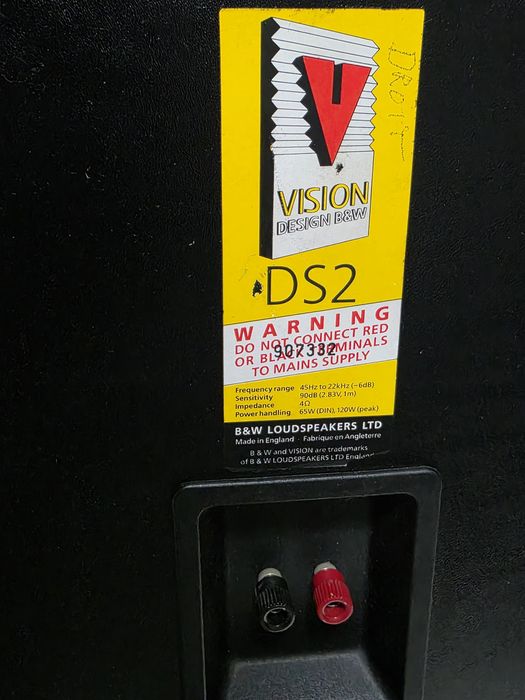 DROIT
VISION
DESIGN B&W
DS2
WARNING
DO NOT CONNECT RED
OR BLACK TERMINALS
907332
TO MAINS SUPPLY
Frequency range 45Hz to 22kHz (−6dB)
Sensitivity 90dB (2.83V, 1m)
Impedance 4Ω
Power handling 65W (DIN), 120W (peak)
B&W LOUDSPEAKERS LTD
Made in England · Fabriqué en Angleterre
B & W and VISION are trademarks
of B & W LOUDSPEAKERS LTD England